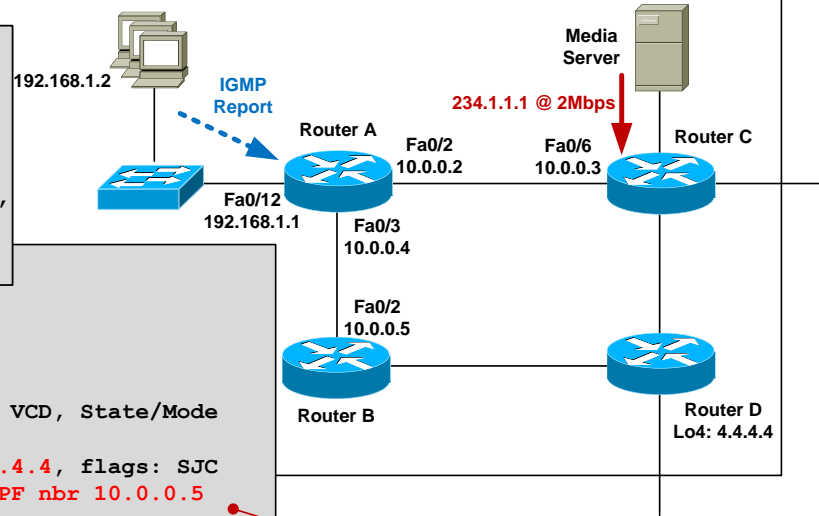 192.168.1.2
IGMP
Report
Media
Server
234.1.1.1 @ 2Mbps
Router A
Fa0/2
10.0.0.2
Fa0/6
10.0.0.3
Router C
Fa0/12
192.168.1.1
,
Fa0/3
10.0.0.4
Fa0/2
10.0.0.5
Router B
Router D
Lo4: 4.4.4.4
VCD, State/Mode
.4.4, flags: SJC
PF nbr 10.0.0.5